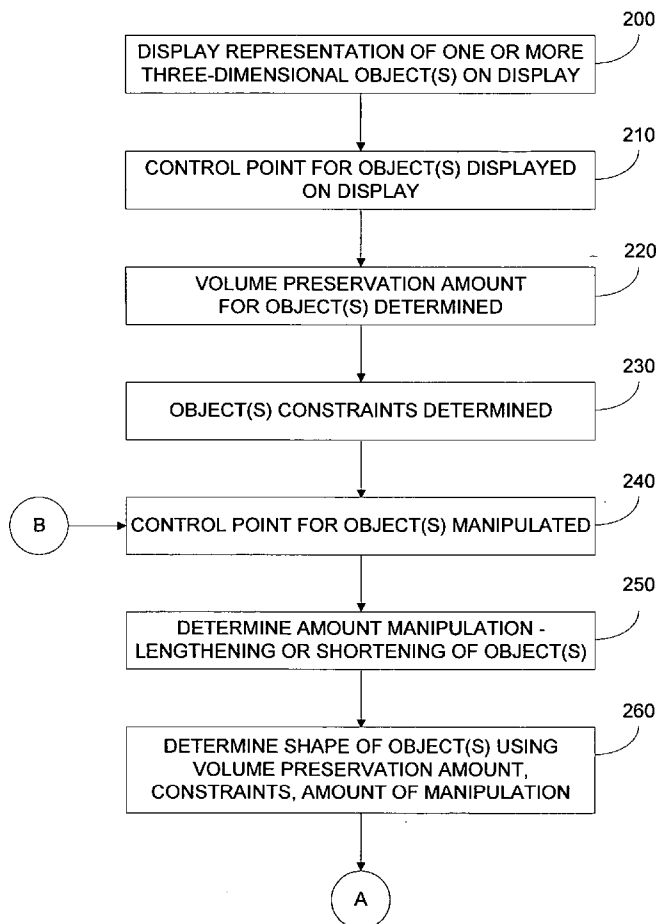 200
DISPLAY REPRESENTATION OF ONE OR MORE
THREE-DIMENSIONAL OBJECT(S) ON DISPLAY
210
CONTROL POINT FOR OBJECT(S) DISPLAYED
ON DISPLAY
220
VOLUME PRESERVATION AMOUNT
FOR OBJECT(S) DETERMINED
230
OBJECT(S) CONSTRAINTS DETERMINED
240
B
CONTROL POINT FOR OBJECT(S) MANIPULATED
250
DETERMINE AMOUNT MANIPULATION -
LENGTHENING OR SHORTENING OF OBJECT(S)
260
DETERMINE SHAPE OF OBJECT(S) USING
VOLUME PRESERVATION AMOUNT,
CONSTRAINTS, AMOUNT OF MANIPULATION
A